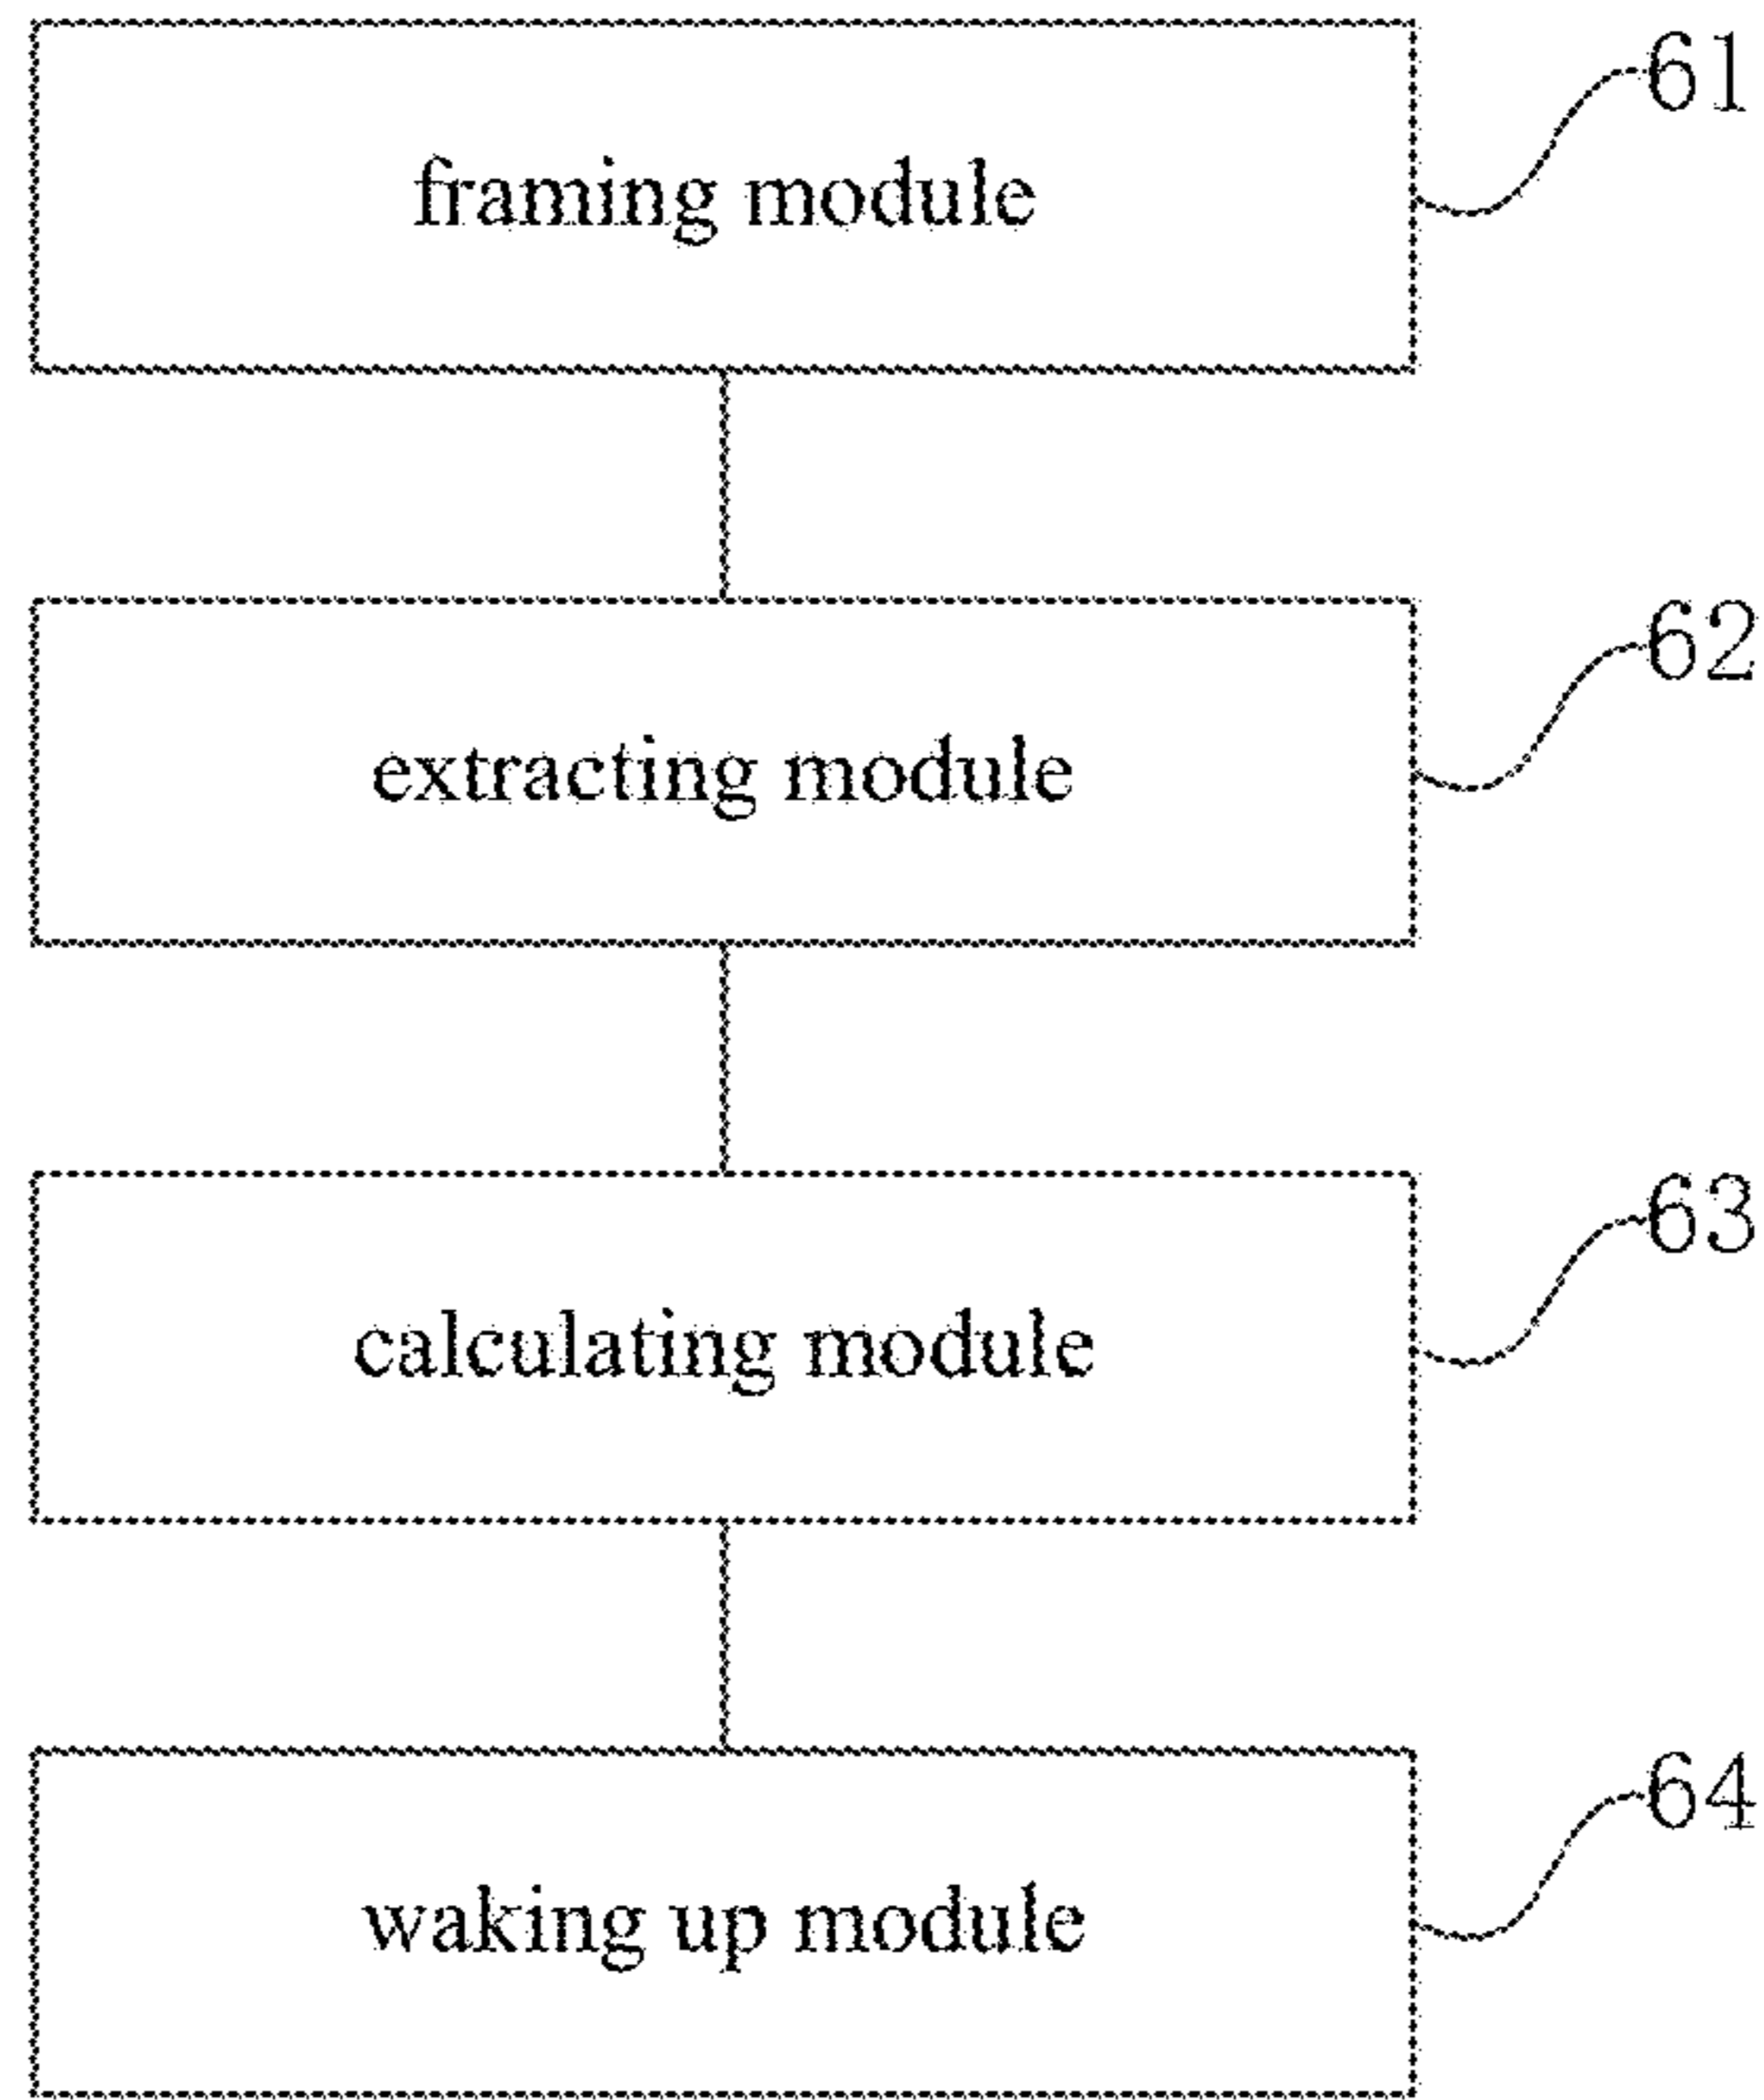 framing module
61
extracting module
62
calculating module
63
waking up module
64